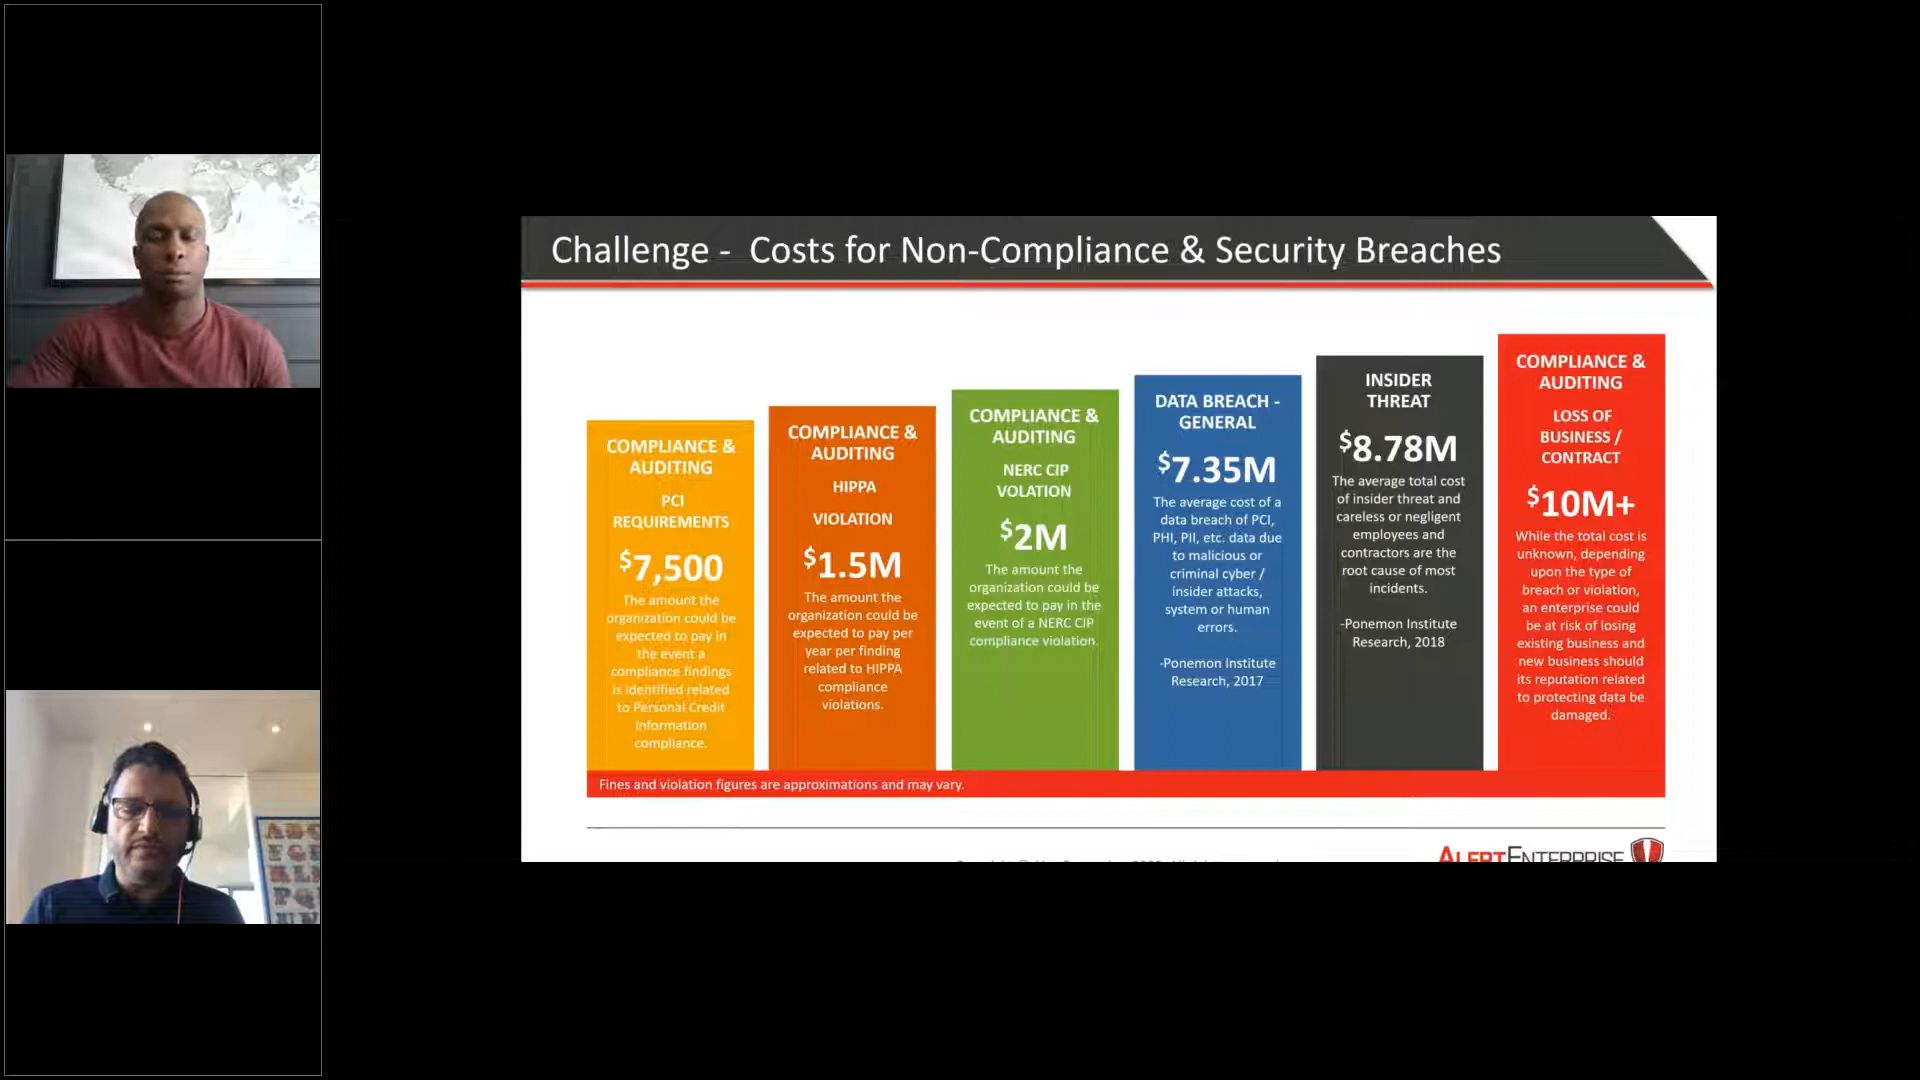 Challenge - Costs for Non-Compliance & Security Breaches
COMPLIANCE &
AUDITING
PCI
REQUIREMENTS
$7,500
The amount the
organization could be
expected to pay in
the event a
compliance findings
is identified related
to Personal Credit
Information
compliance.
COMPLIANCE &
AUDITING
HIPPA
VIOLATION
$1.5M
The amount the
organization could be
expected to pay per
year per finding
related to HIPPA
compliance
violations.
COMPLIANCE &
AUDITING
NERC CIP
VOLATION
$2M
The amount the
organization could be
expected to pay in the
event of a NERC CIP
compliance violation.
DATA BREACH -
GENERAL
$7.35M
The average cost of a
data breach of PCI,
PHI, PII, etc. data due
to malicious or
criminal cyber /
insider attacks,
system or human
errors.
-Ponemon Institute
Research, 2017
INSIDER
THREAT
$8.78M
The average total cost
of insider threat and
careless or negligent
employees and
contractors are the
root cause of most
incidents.
-Ponemon Institute
Research, 2018
COMPLIANCE &
AUDITING
LOSS OF
BUSINESS /
CONTRACT
$10M+
While the total cost is
unknown, depending
upon the type of
breach or violation,
an enterprise could
be at risk of losing
existing business and
new business should
its reputation related
to protecting data be
damaged.
Fines and violation figures are approximations and may vary.
ALERTENTERPRISE